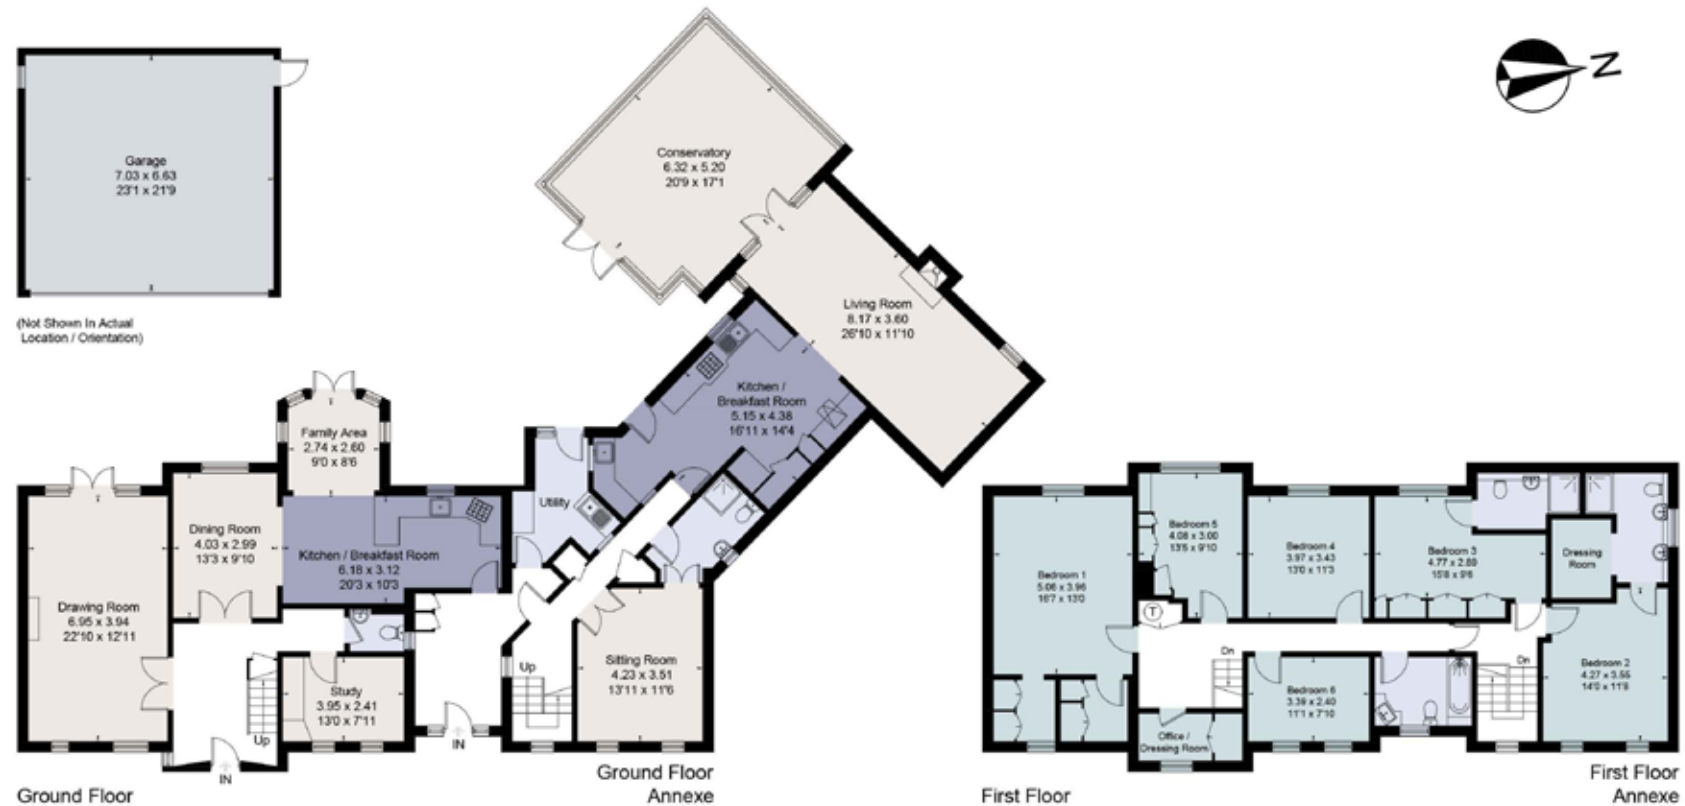 Garage
7.03 x 6.63
23'1 x 21'9
(Not Shown In Actual
Location / Orientation)
N
Conservatory
6.32 x 5.20
20'9 x 17'1
Living Room
8.17 x 3.60
26'10 x 11'10
Kitchen /
Breakfast Room
5.15 x 4.38
16'11 x 14'4
Family Area
2.74 x 2.60
9'0 x 8'6
Utility
Dining Room
4.03 x 2.99
13'3 x 9'10
Kitchen / Breakfast Room
6.18 x 3.12
20'3 x 10'3
Drawing Room
6.95 x 3.94
22'10 x 12'11
Study
3.95 x 2.41
13'0 x 7'11
Up
IN
Up
Sitting Room
4.23 x 3.51
13'11 x 11'6
IN
Ground Floor
Ground Floor
Annexe
Bedroom 1
5.06 x 3.96
16'7 x 13'0
Bedroom 5
4.08 x 3.00
13'5 x 9'10
Bedroom 4
3.97 x 3.43
13'0 x 11'3
Bedroom 3
4.77 x 2.89
15'8 x 9'6
Dressing
Room
T
Dn
Bedroom 6
3.39 x 2.40
11'1 x 7'10
Dn
Bedroom 2
4.27 x 3.55
14'0 x 11'8
Office /
Dressing Room
First Floor
First Floor
Annexe